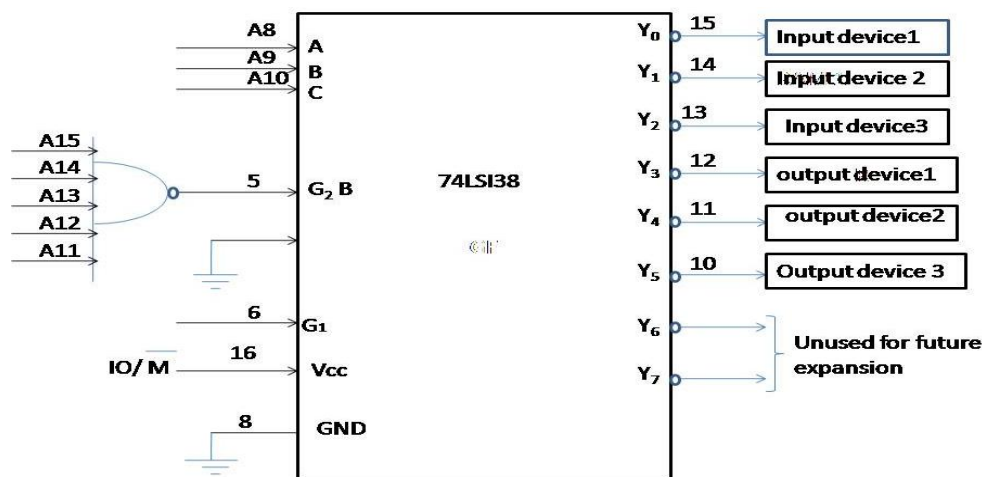 A8
A
A9
B
A10
C
A15
A14
A13
A12
A11
5
G₂ B
6
G₁
IO/ M̅
16
Vcc
8
GND
74LSI38
Y₀
15
Input device1
Y₁
14
Input device 2
Y₂
13
Input device3
Y₃
12
output device1
Y₄
11
output device2
Y₅
10
Output device 3
Y₆
Y₇
Unused for future
expansion